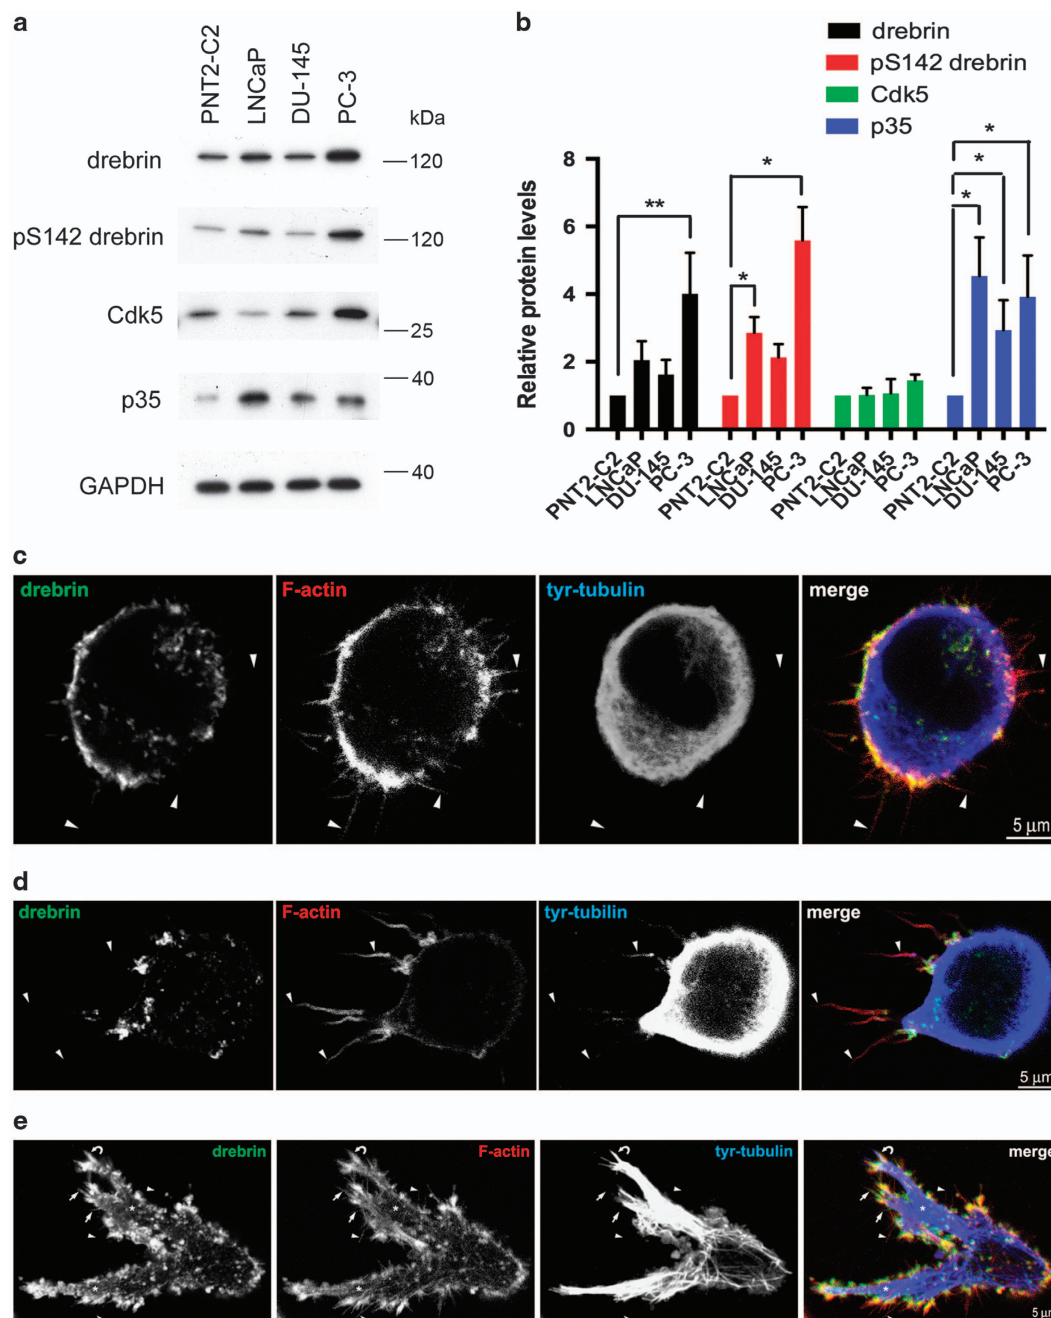 a
PNT2-C2
LNCaP
DU-145
PC-3
kDa
drebrin
120
pS142 drebrin
120
Cdk5
25
p35
40
GAPDH
40
b
drebrin
pS142 drebrin
Cdk5
p35
Relative protein levels
8
6
4
2
0
** * * * * *
PNT2-C2 LNCaP DU-145 PC-3 PNT2-C2 LNCaP DU-145 PC-3 PNT2-C2 LNCaP DU-145 PC-3 PNT2-C2 LNCaP DU-145 PC-3
c
drebrin F-actin tyr-tubulin merge
5 μm
d
drebrin F-actin tyr-tubilin merge
5 μm
e
drebrin F-actin tyr-tubulin merge
* * * *
* * *
5 μm